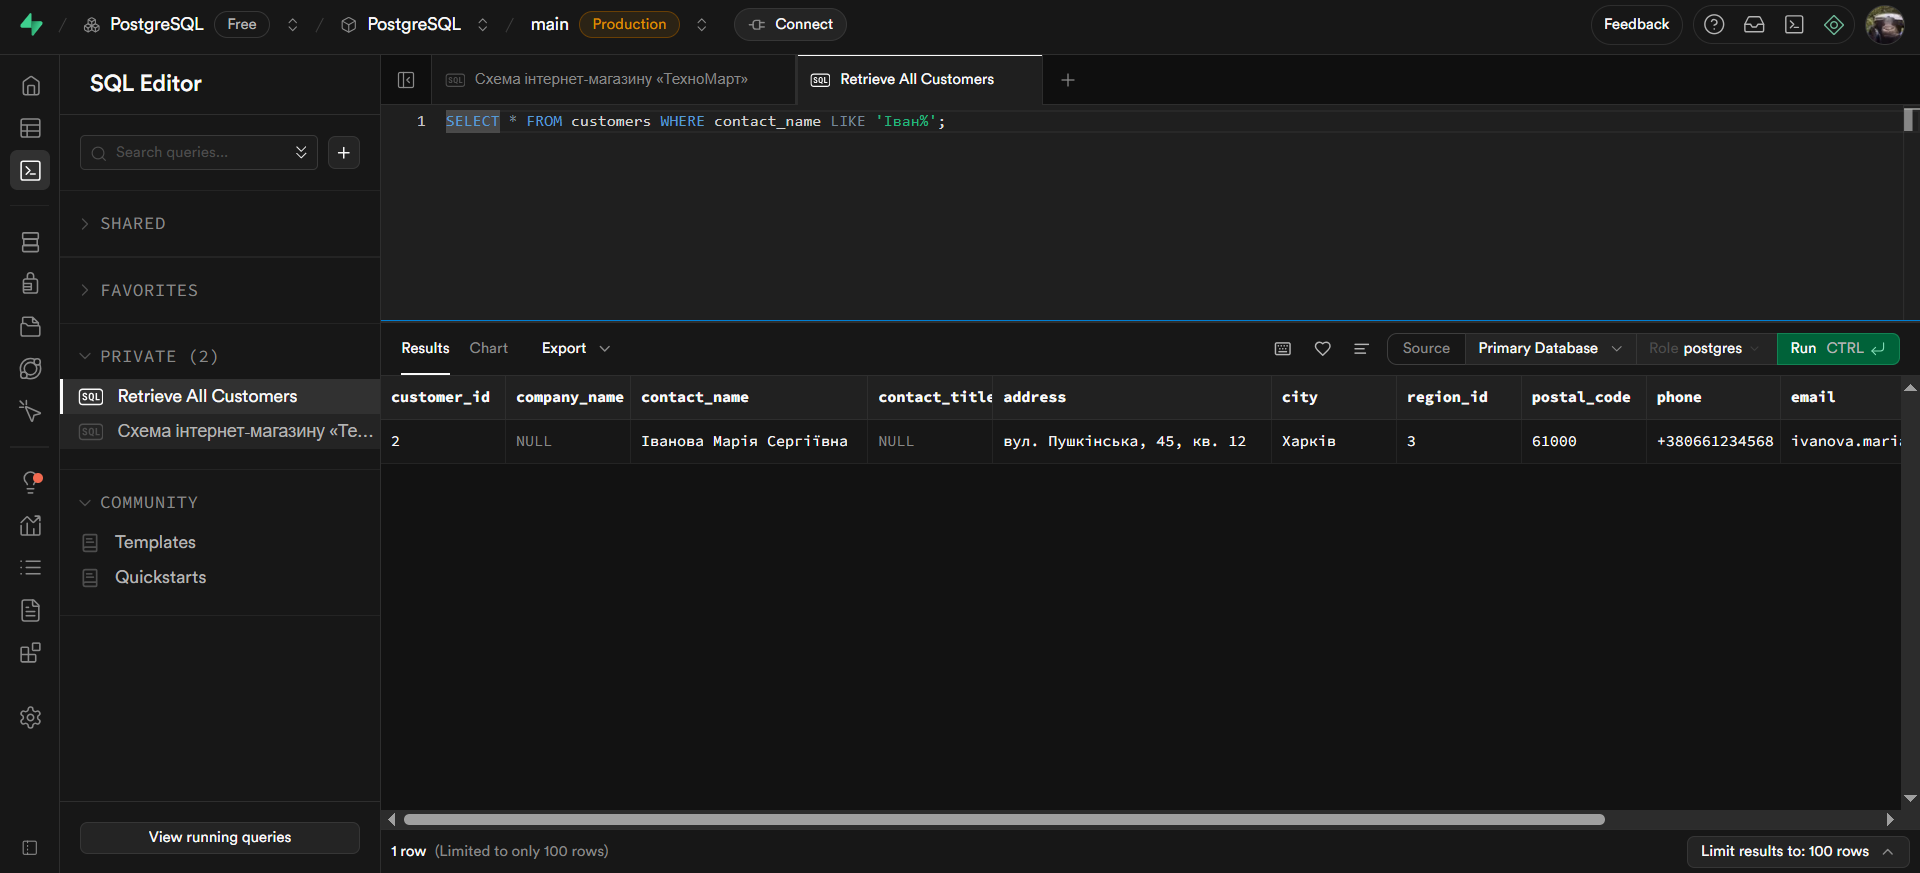 PostgreSQL Free PostgreSQL main Production Connect Feedback
SQL Editor
SQL Схема інтернет-магазину «ТехноМарт» SQL Retrieve All Customers
1 SELECT * FROM customers WHERE contact_name LIKE 'Іван%';
Search queries...
SHARED
FAVORITES
PRIVATE (2)
SQL Retrieve All Customers
SQL Схема інтернет-магазину «Те...
COMMUNITY
Templates
Quickstarts
View running queries
Results Chart Export Source Primary Database Role postgres Run CTRL
customer_id company_name contact_name contact_title address city region_id postal_code phone email
2 NULL Іванова Марія Сергіївна NULL вул. Пушкінська, 45, кв. 12 Харків 3 61000 +380661234568 ivanova.mari
1 row (Limited to only 100 rows) Limit results to: 100 rows